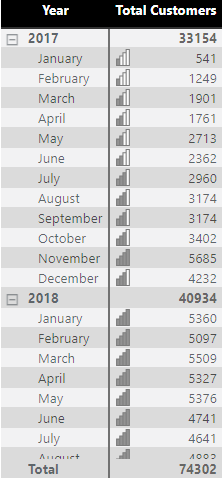 Year Total Customers
2017 33154
January 541
February 1249
March 1901
April 1761
May 2713
June 2362
July 2960
August 3174
September 3174
October 3402
November 5685
December 4232
2018 40934
January 5360
February 5097
March 5509
April 5327
May 5376
June 4741
July 4641
August 4883
Total 74302